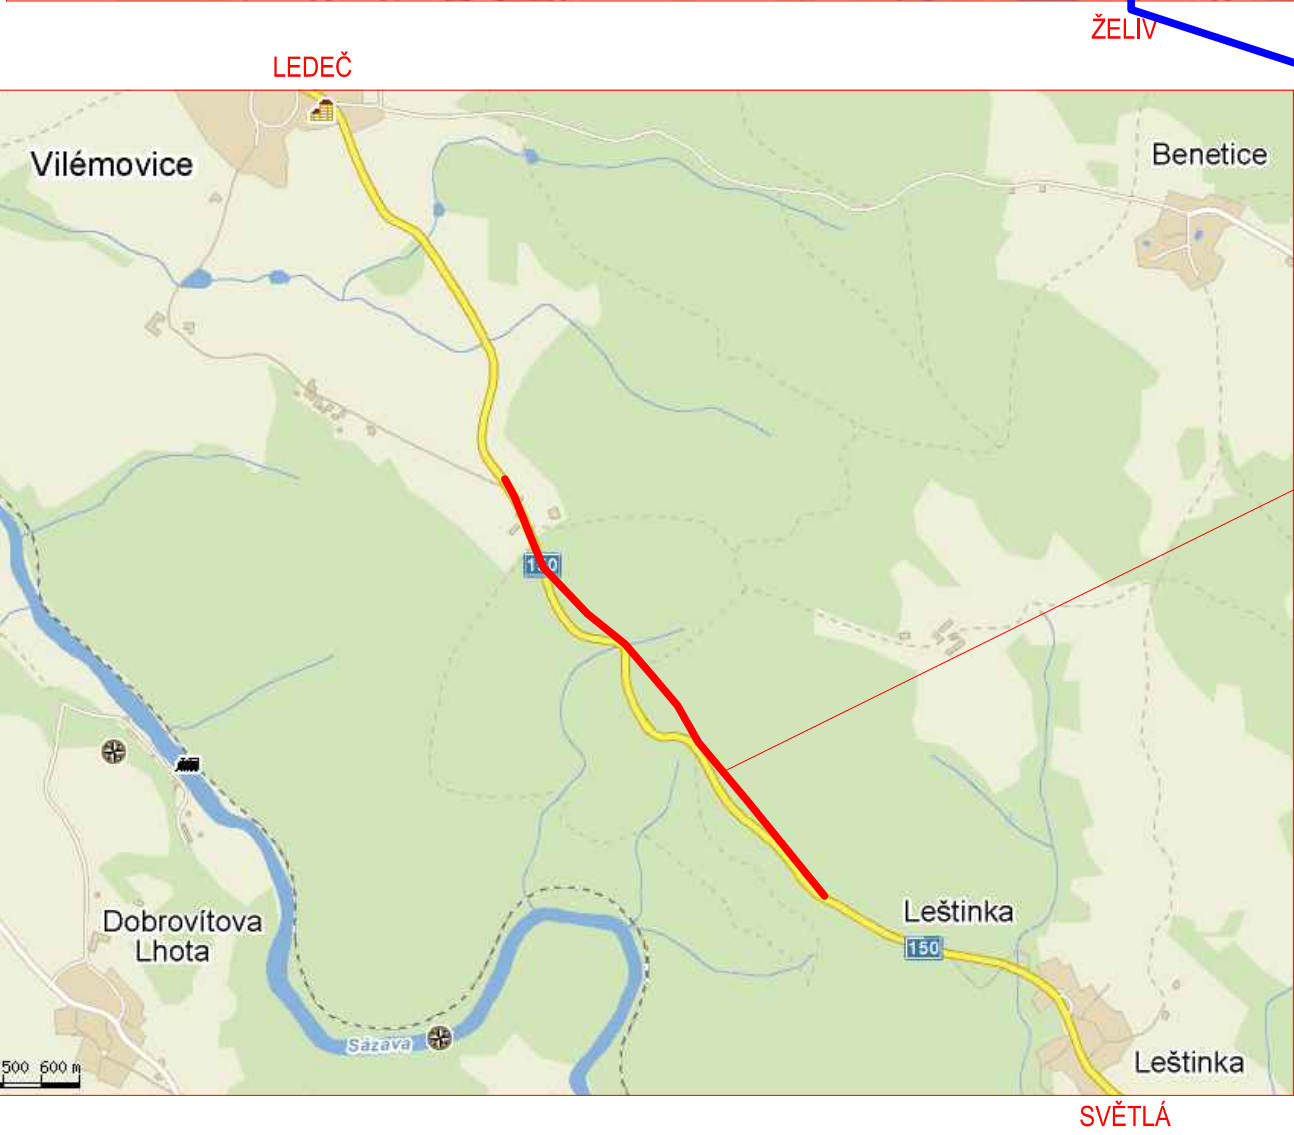 ŽELIV
LEDEČ
Vilémovice
Benetice
150
Leštinka
150
Dobrovítova
Lhota
Sázava
500 600 m
Leštinka
SVĚTLÁ